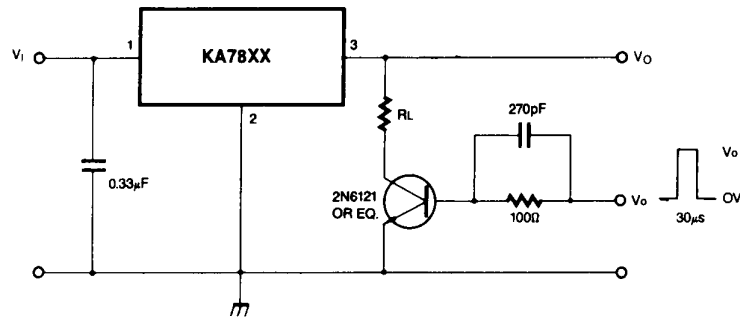 VI
1
KA78XX
3
VO
2
RL
270pF
0.33μF
2N6121
OR EQ.
100Ω
Vo
Vo
OV
30μs